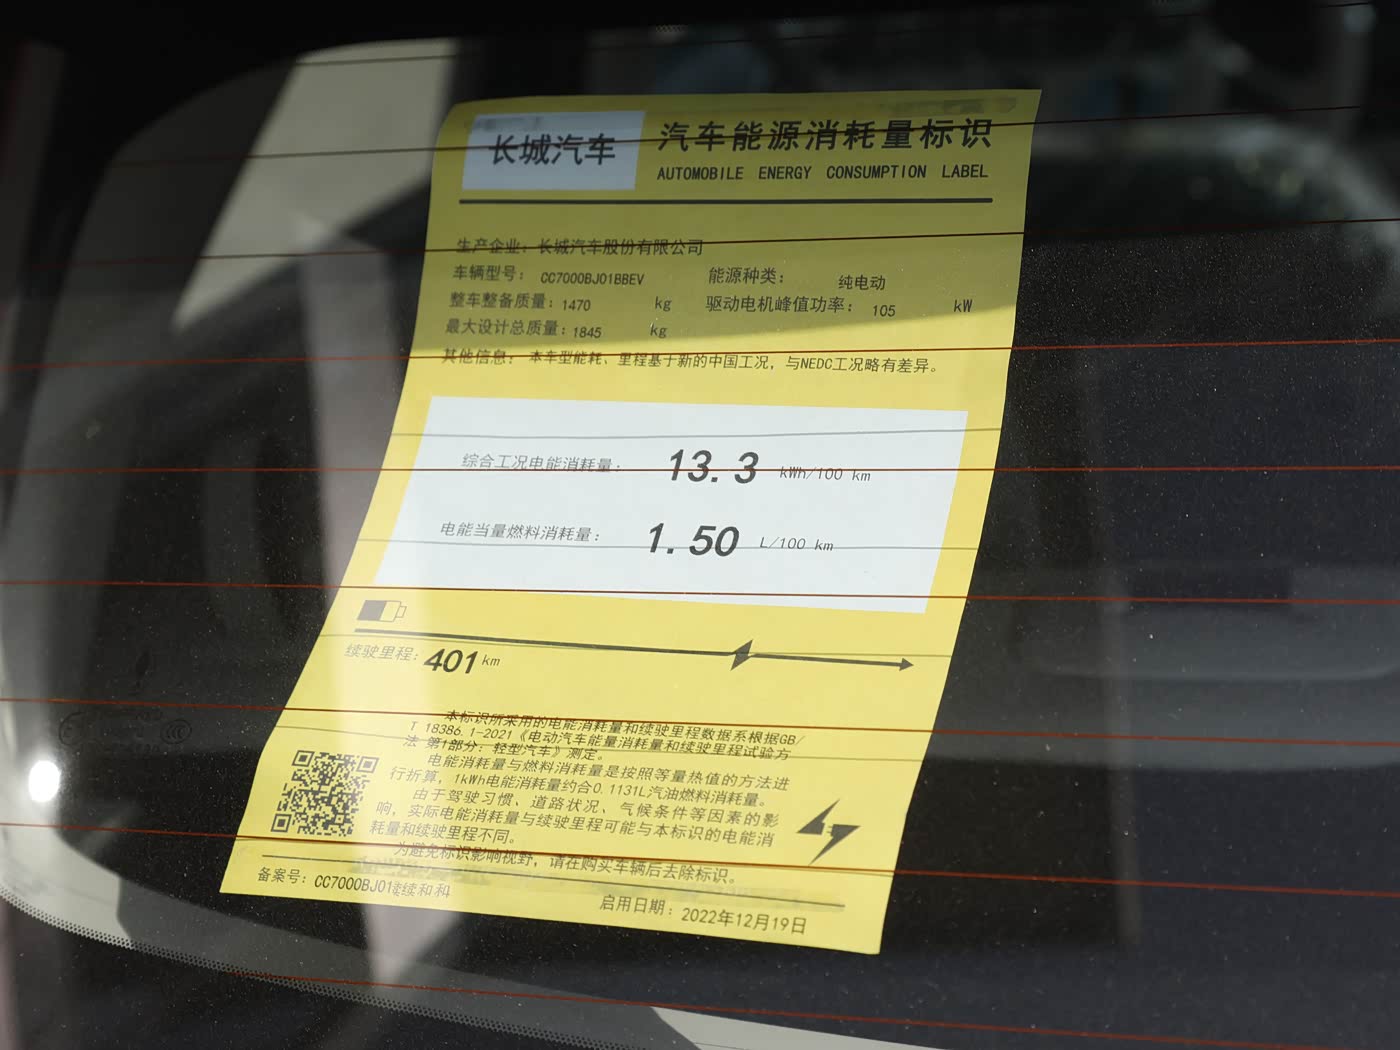 长城汽车
汽车能源消耗量标识
AUTOMOBILE ENERGY CONSUMPTION LABEL
生产企业：长城汽车股份有限公司
车辆型号：CC7000BJ01BBEV 能源种类：纯电动
整车整备质量：1470 kg 驱动电机峰值功率：105 kW
最大设计总质量：1845 kg
其他信息：本车型能耗、里程基于新的中国工况，与NEDC工况略有差异。
综合工况电能消耗量：13.3 kWh/100 km
电能当量燃料消耗量：1.50 L/100 km
续驶里程：401 km
本标识所采用的电能消耗量和续驶里程数据系根据GB/
T 18386.1-2021《电动汽车能量消耗量和续驶里程试验方
法 第1部分：轻型汽车》测定。
电能消耗量与燃料消耗量是按照等量热值的方法进
行折算，1kWh电能消耗量约合0.1131L汽油燃料消耗量。
由于驾驶习惯、道路状况、气候条件等因素的影
响，实际电能消耗量与续驶里程可能与本标识的电能消
耗量和续驶里程不同。
为避免标识影响视野，请在购买车辆后去除标识。
备案号：CC7000BJ01
启用日期：2022年12月19日